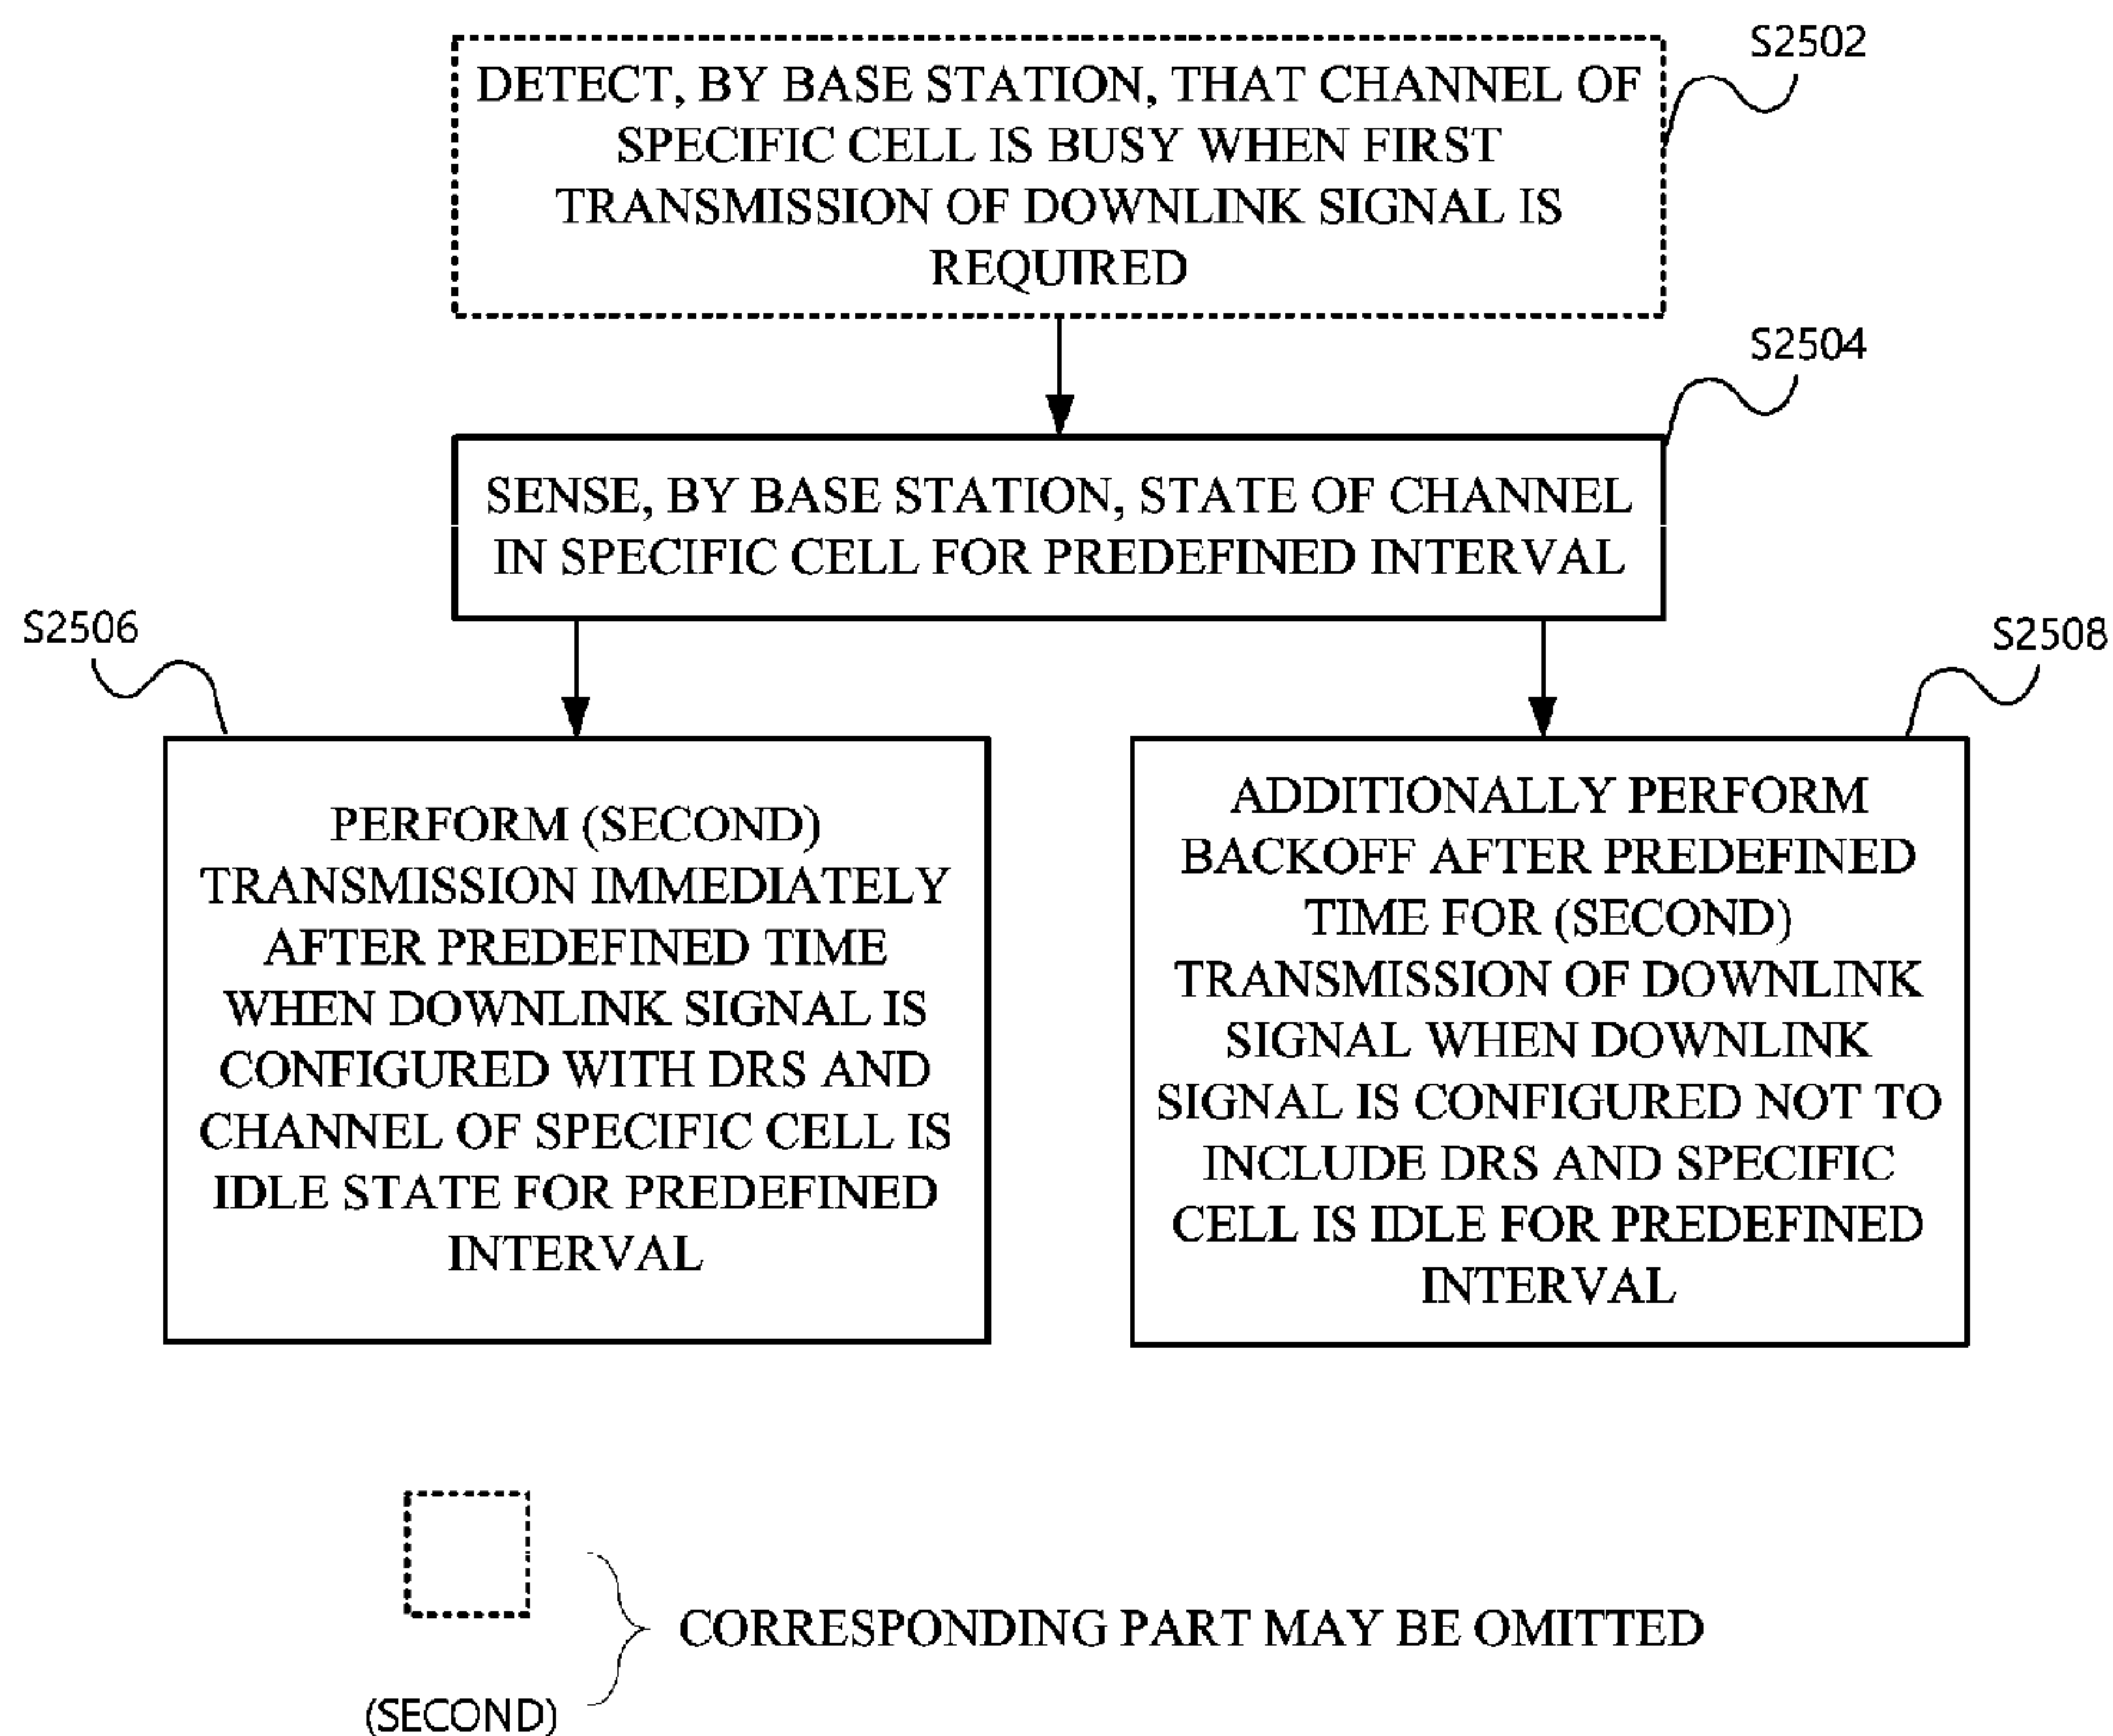 S2502
DETECT, BY BASE STATION, THAT CHANNEL OF
SPECIFIC CELL IS BUSY WHEN FIRST
TRANSMISSION OF DOWNLINK SIGNAL IS
REQUIRED
S2504
SENSE, BY BASE STATION, STATE OF CHANNEL
IN SPECIFIC CELL FOR PREDEFINED INTERVAL
S2506
PERFORM (SECOND)
TRANSMISSION IMMEDIATELY
AFTER PREDEFINED TIME
WHEN DOWNLINK SIGNAL IS
CONFIGURED WITH DRS AND
CHANNEL OF SPECIFIC CELL IS
IDLE STATE FOR PREDEFINED
INTERVAL
S2508
ADDITIONALLY PERFORM
BACKOFF AFTER PREDEFINED
TIME FOR (SECOND)
TRANSMISSION OF DOWNLINK
SIGNAL WHEN DOWNLINK
SIGNAL IS CONFIGURED NOT TO
INCLUDE DRS AND SPECIFIC
CELL IS IDLE FOR PREDEFINED
INTERVAL
CORRESPONDING PART MAY BE OMITTED
(SECOND)